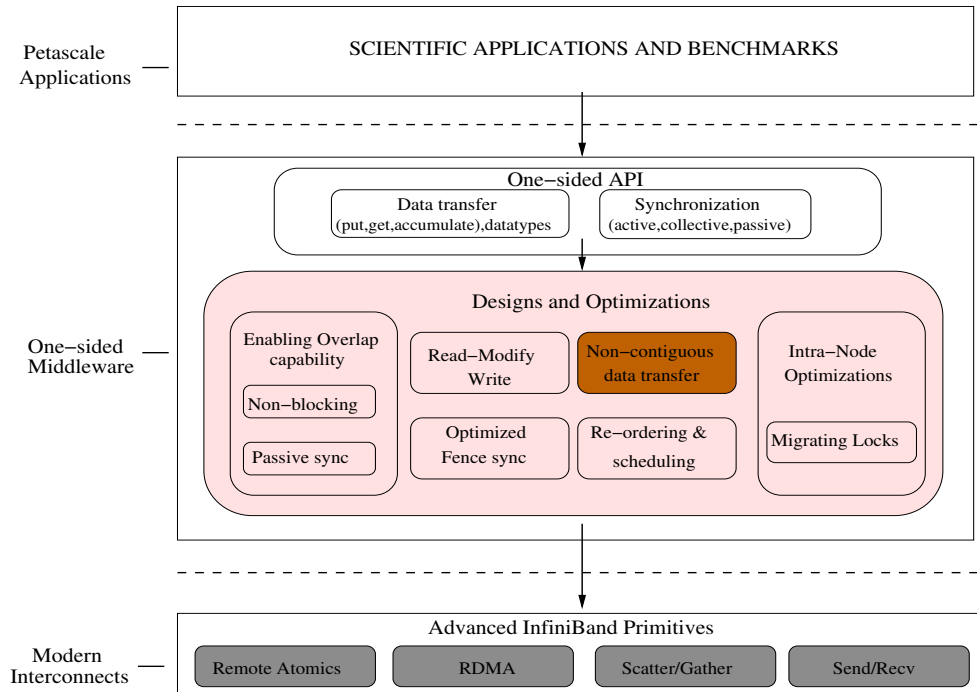 Petascale
Applications
SCIENTIFIC APPLICATIONS AND BENCHMARKS
One−sided API
Data transfer
(put,get,accumulate),datatypes
Synchronization
(active,collective,passive)
One−sided
Middleware
Designs and Optimizations
Enabling Overlap
capability
Non−blocking
Passive sync
Read−Modify
Write
Non−contiguous
data transfer
Optimized
Fence sync
Re−ordering &
scheduling
Intra−Node
Optimizations
Migrating Locks
Modern
Interconnects
Advanced InfiniBand Primitives
Remote Atomics
RDMA
Scatter/Gather
Send/Recv